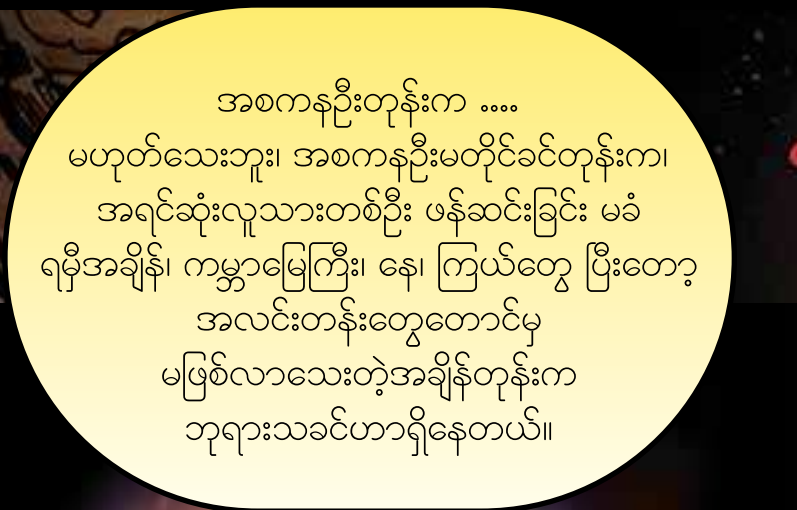 အစကနဦးတုန်းက ....
မဟုတ်သေးဘူး၊ အစကနဦးမတိုင်ခင်တုန်းက၊
အရင်ဆုံးလူသားတစ်ဦး ဖန်ဆင်းခြင်း မခံ
ရမှီအချိန်၊ ကမ္ဘာမြေကြီး၊ နေ၊ ကြယ်တွေ ပြီးတော့
အလင်းတန်းတွေတောင်မှ
မဖြစ်လာသေးတဲ့အချိန်တုန်းက
ဘုရားသခင်ဟာရှိနေတယ်။